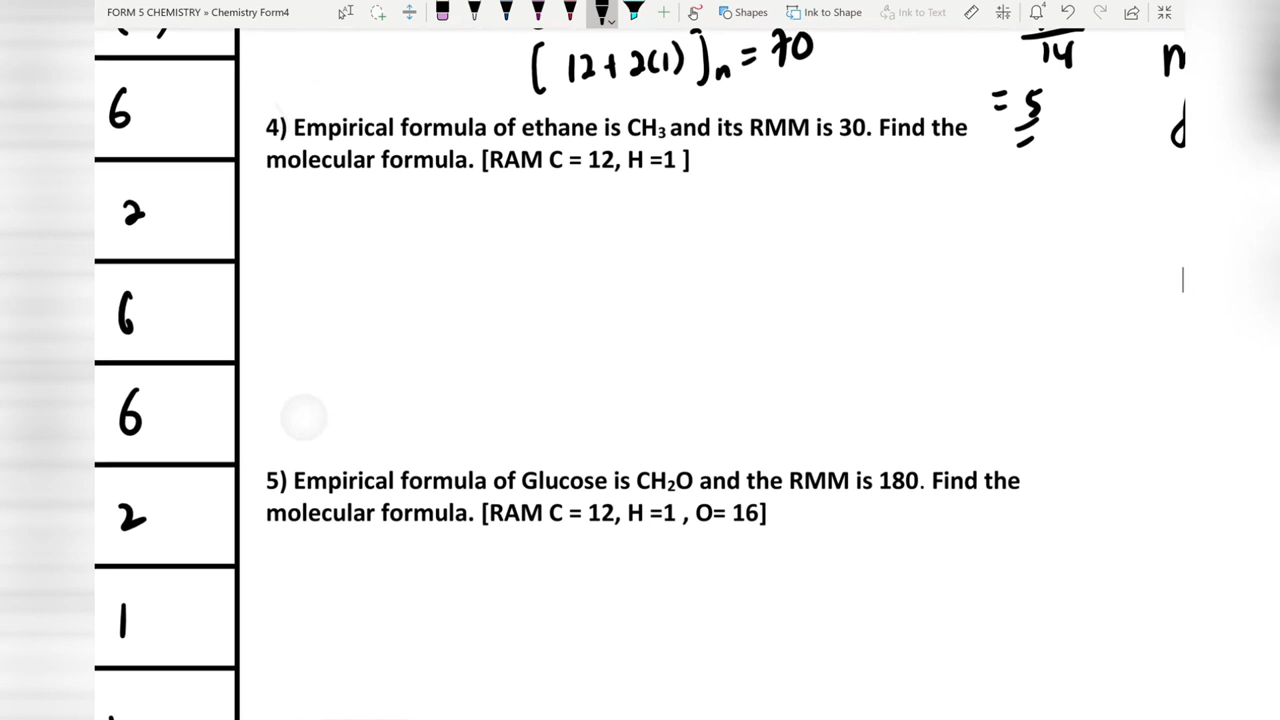 FORM 5 CHEMISTRY » Chemistry Form4
Shapes
Ink to Shape
Ink to Text
[ 12 + 2(1) ]n = 70
14
= 5
6
2
6
6
2
1
4) Empirical formula of ethane is CH₃ and its RMM is 30. Find the
molecular formula. [RAM C = 12, H =1 ]
5) Empirical formula of Glucose is CH₂O and the RMM is 180. Find the
molecular formula. [RAM C = 12, H =1 , O= 16]